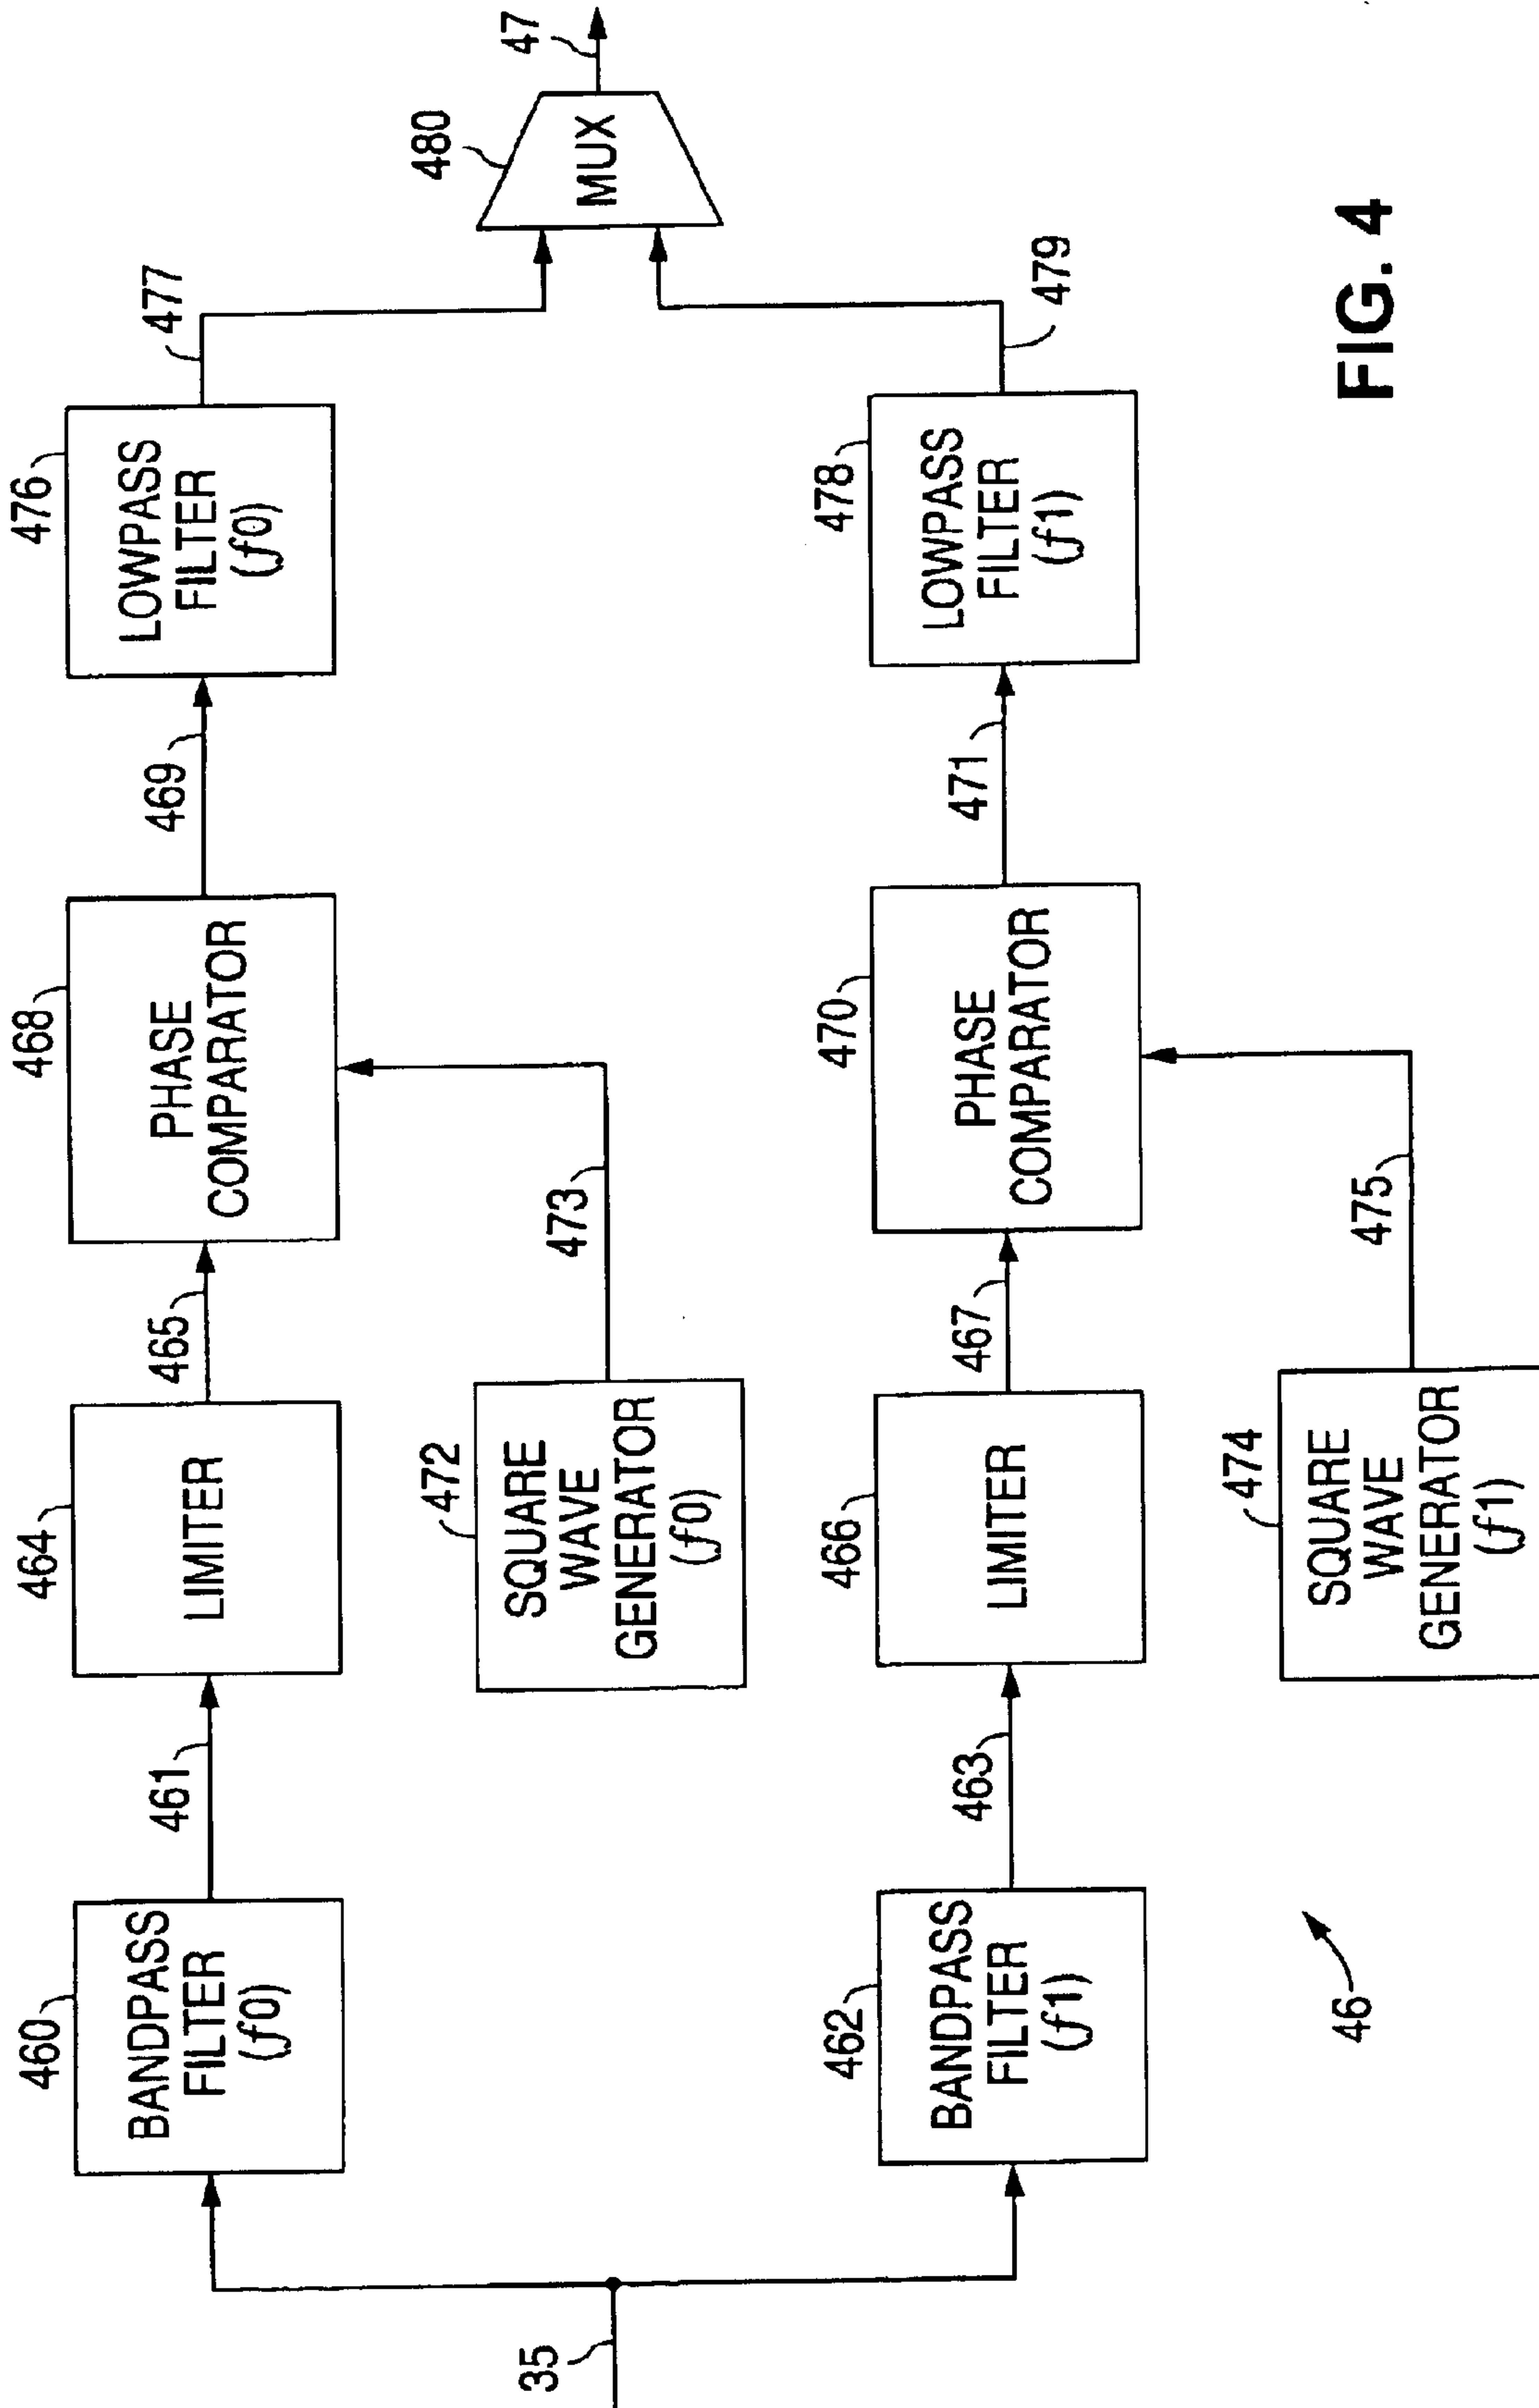 460
BANDPASS
FILTER
(f0)
461
464
LIMITER
465
468
PHASE
COMPARATOR
469
476
LOWPASS
FILTER
(f0)
477
472
SQUARE
WAVE
GENERATOR
(f0)
473
480
MUX
47
35
462
BANDPASS
FILTER
(f1)
463
466
LIMITER
467
470
PHASE
COMPARATOR
471
478
LOWPASS
FILTER
(f1)
479
474
SQUARE
WAVE
GENERATOR
(f1)
475
46
FIG. 4